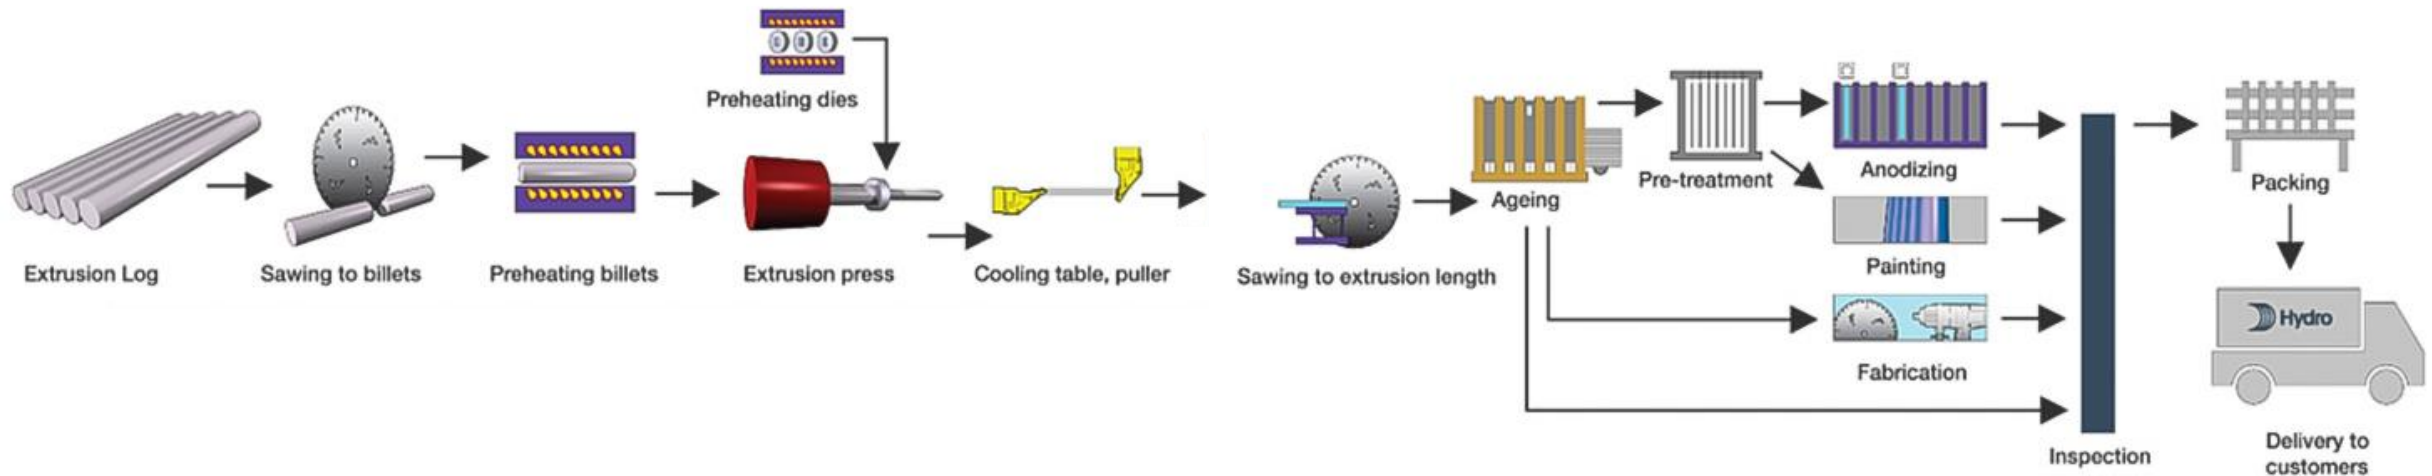 Preheating dies
Extrusion Log
Sawing to billets
Preheating billets
Extrusion press
Cooling table, puller
Sawing to extrusion length
Ageing
Pre-treatment
Anodizing
Painting
Fabrication
Inspection
Packing
Hydro
Delivery to
customers